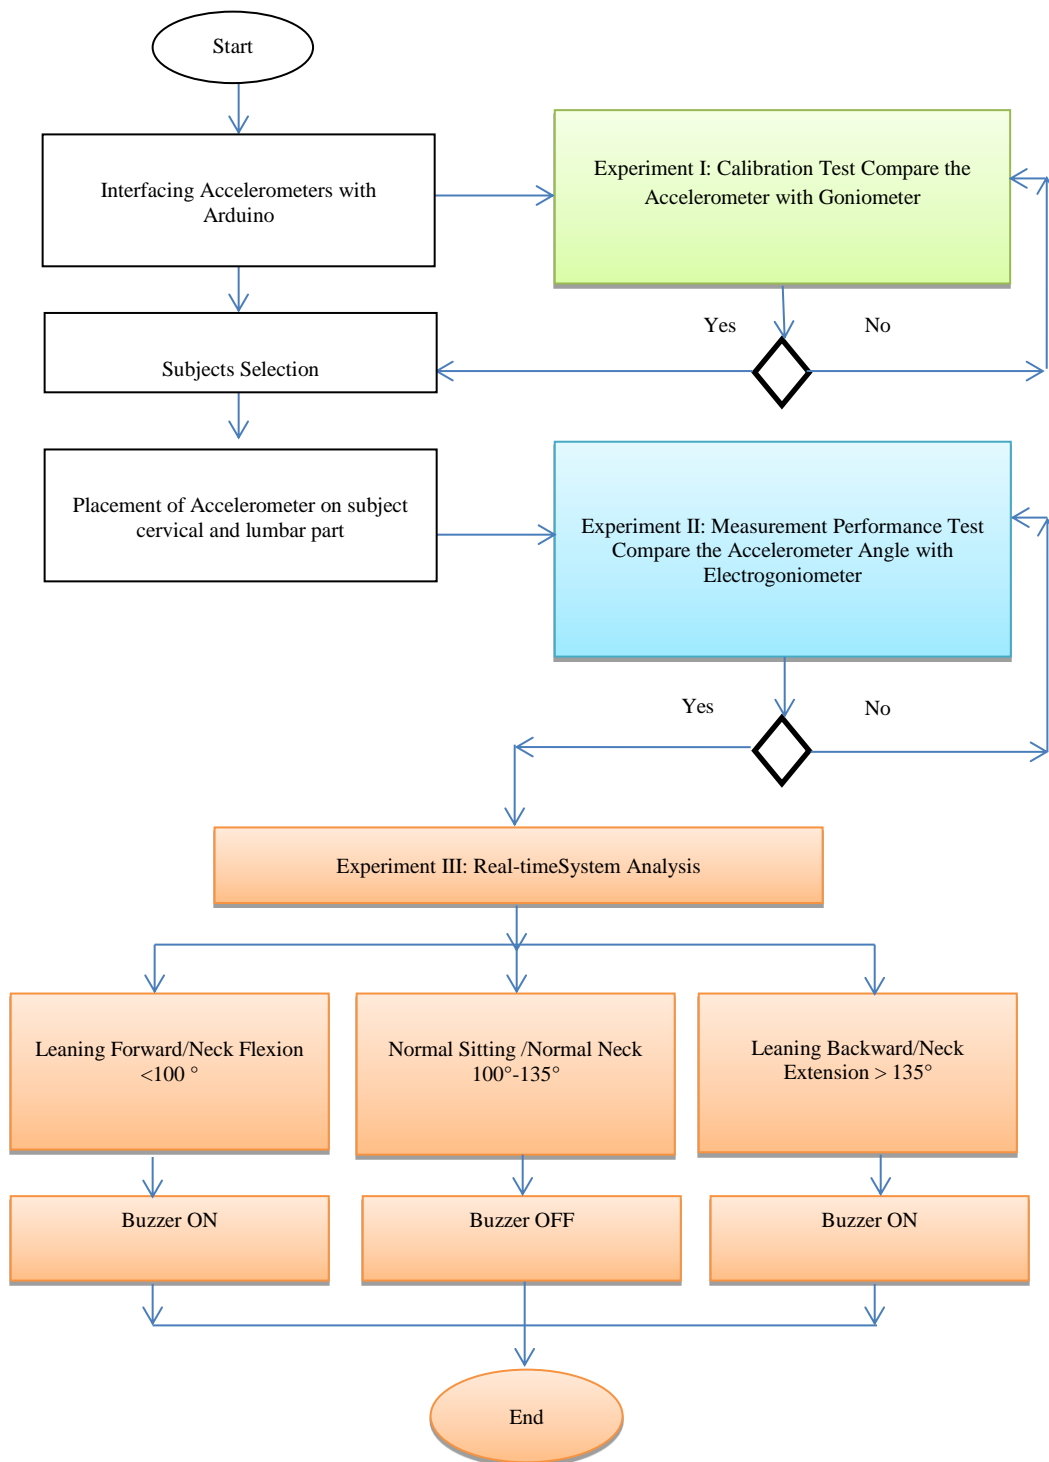 Start
Interfacing Accelerometers with
Arduino
Experiment I: Calibration Test Compare the
Accelerometer with Goniometer
Yes
No
Subjects Selection
Placement of Accelerometer on subject
cervical and lumbar part
Experiment II: Measurement Performance Test
Compare the Accelerometer Angle with
Electrogoniometer
Yes
No
Experiment III: Real-timeSystem Analysis
Leaning Forward/Neck Flexion
<100 °
Normal Sitting /Normal Neck
100°-135°
Leaning Backward/Neck
Extension > 135°
Buzzer ON
Buzzer OFF
Buzzer ON
End